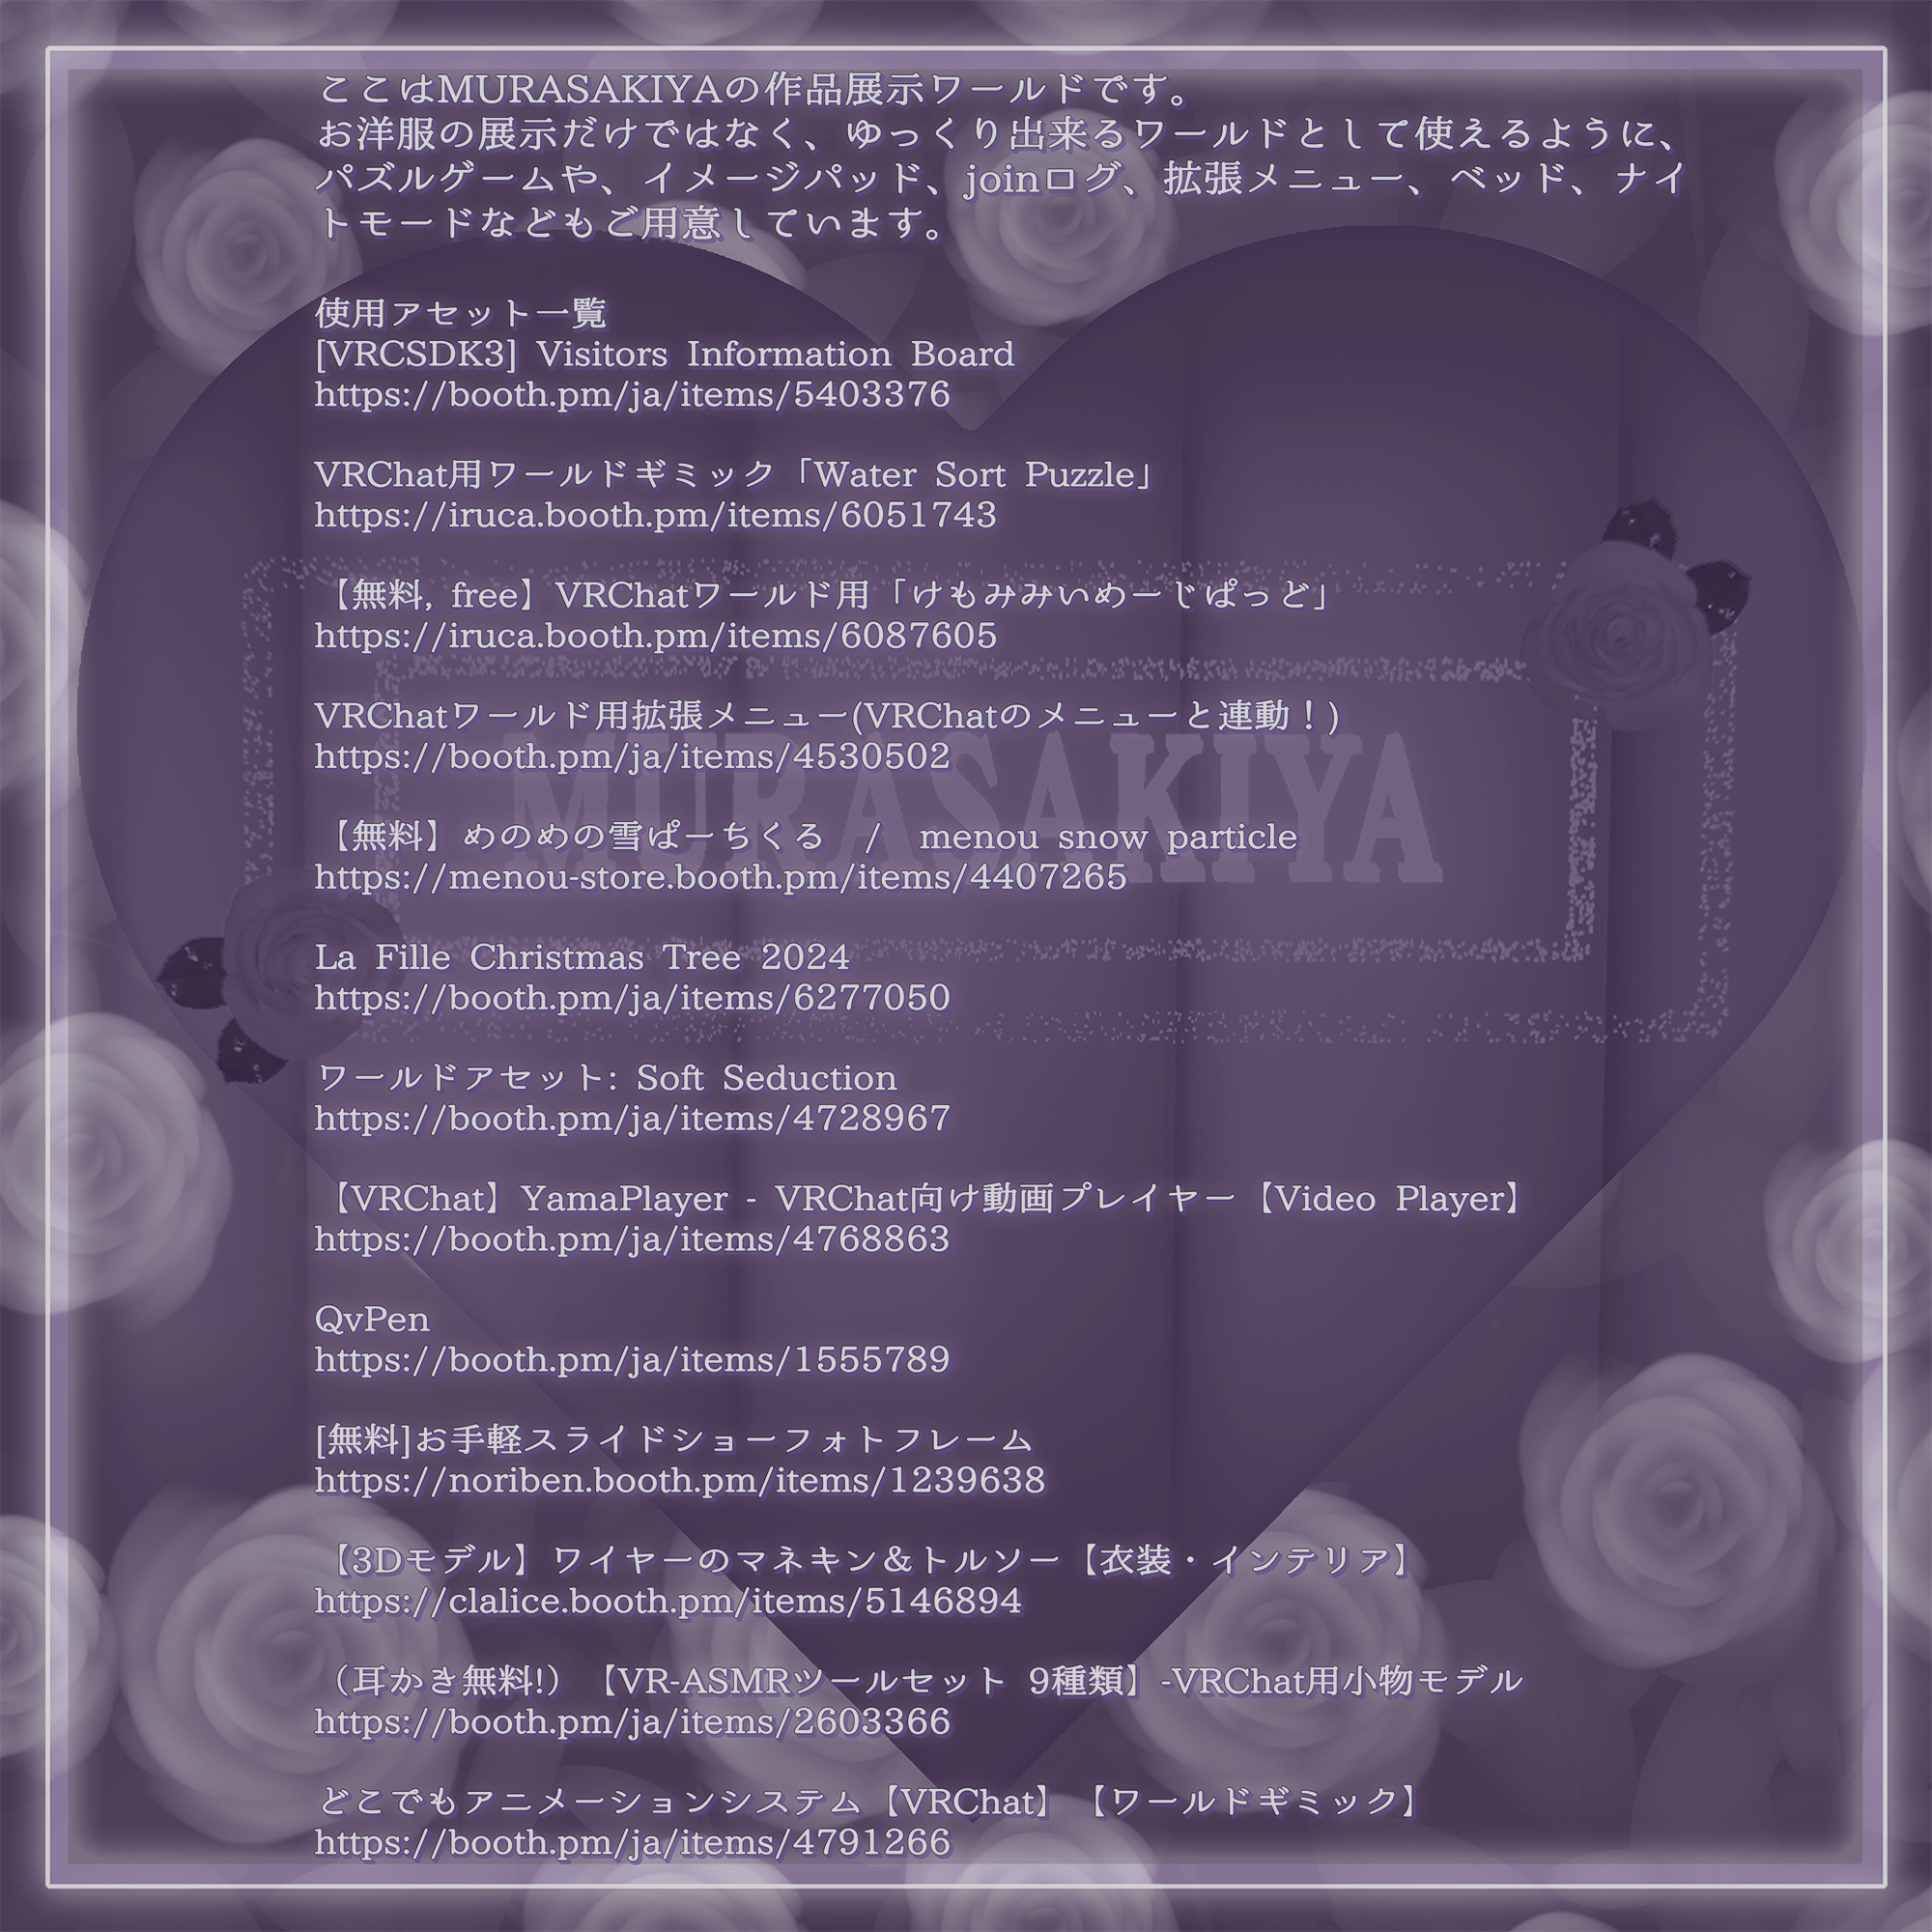 ここはMURASAKIYAの作品展示ワールドです。
お洋服の展示だけではなく、ゆっくり出来るワールドとして使えるように、
パズルゲームや、イメージパッド、joinログ、拡張メニュー、ベッド、ナイ
トモードなどもご用意しています。
使用アセット一覧
[VRCSDK3] Visitors Information Board
https://booth.pm/ja/items/5403376
VRChat用ワールドギミック「Water Sort Puzzle」
https://iruca.booth.pm/items/6051743
【無料, free】VRChatワールド用「けもみみいめーじぱっど」
https://iruca.booth.pm/items/6087605
VRChatワールド用拡張メニュー(VRChatのメニューと連動！)
https://booth.pm/ja/items/4530502
MURASAKIYA
【無料】めのめの雪ぱーちくる　/　menou snow particle
https://menou-store.booth.pm/items/4407265
La Fille Christmas Tree 2024
https://booth.pm/ja/items/6277050
ワールドアセット: Soft Seduction
https://booth.pm/ja/items/4728967
【VRChat】YamaPlayer - VRChat向け動画プレイヤー【Video Player】
https://booth.pm/ja/items/4768863
QvPen
https://booth.pm/ja/items/1555789
[無料]お手軽スライドショーフォトフレーム
https://noriben.booth.pm/items/1239638
【3Dモデル】ワイヤーのマネキン＆トルソー【衣装・インテリア】
https://clalice.booth.pm/items/5146894
（耳かき無料!）【VR-ASMRツールセット 9種類】-VRChat用小物モデル
https://booth.pm/ja/items/2603366
どこでもアニメーションシステム【VRChat】【ワールドギミック】
https://booth.pm/ja/items/4791266